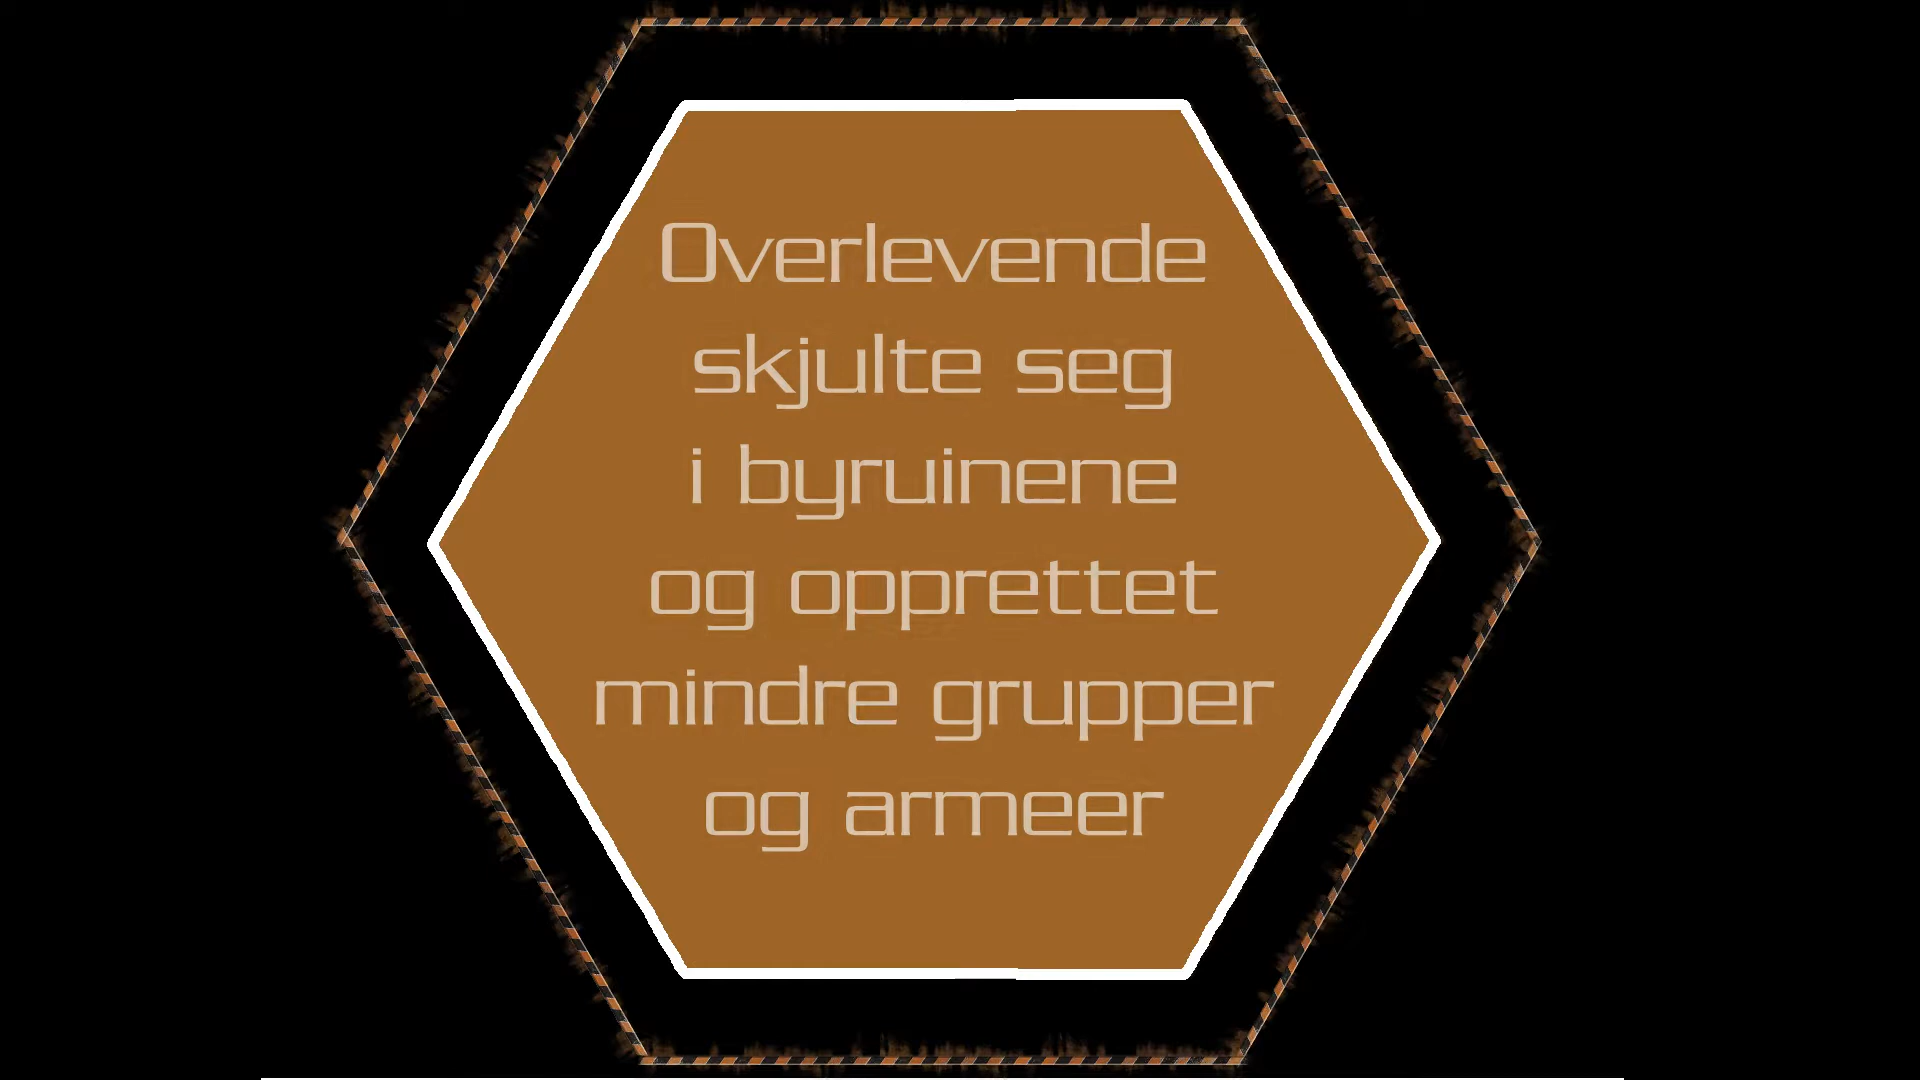 Overlevende
skjulte seg
i byruinene
og opprettet
mindre grupper
og armeer